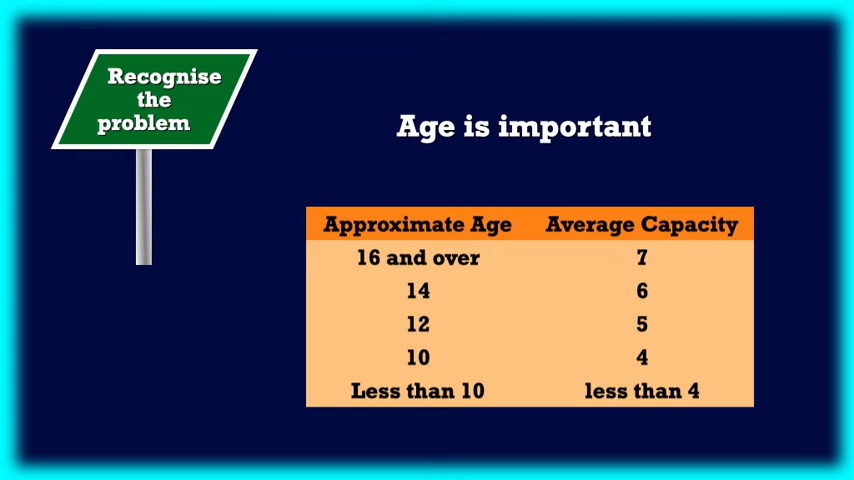 Recognise
the
problem
Age is important
Approximate Age Average Capacity
16 and over 7
14 6
12 5
10 4
Less than 10 less than 4